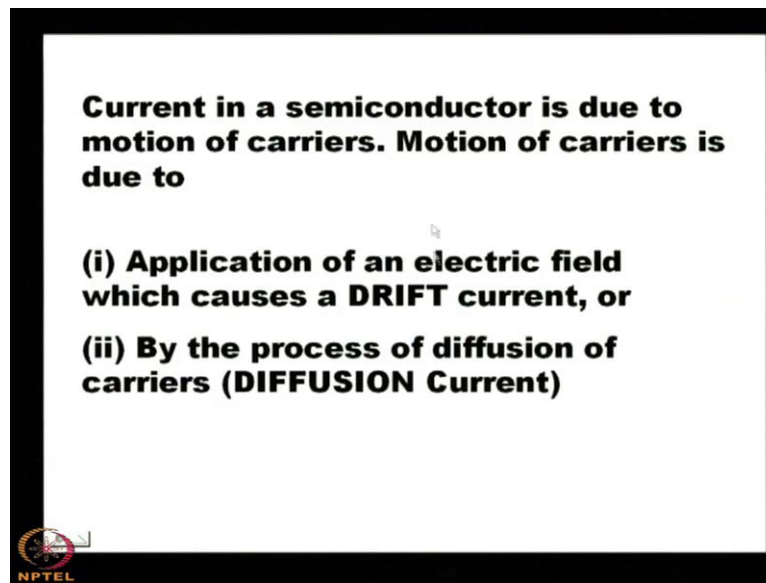 Current in a semiconductor is due to
motion of carriers. Motion of carriers is
due to
(i) Application of an electric field
which causes a DRIFT current, or
(ii) By the process of diffusion of
carriers (DIFFUSION Current)
NPTEL